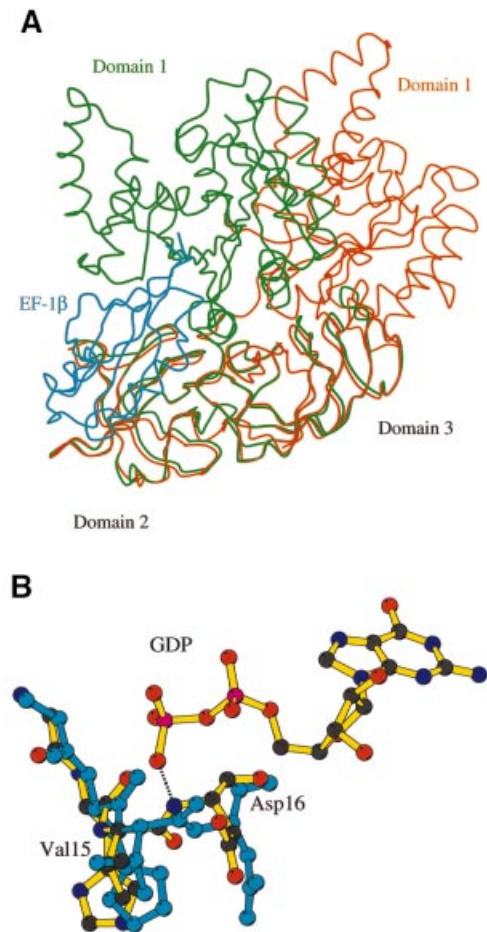 A
Domain 1
Domain 1
EF-1β
Domain 3
Domain 2
B
GDP
Asp16
Val15